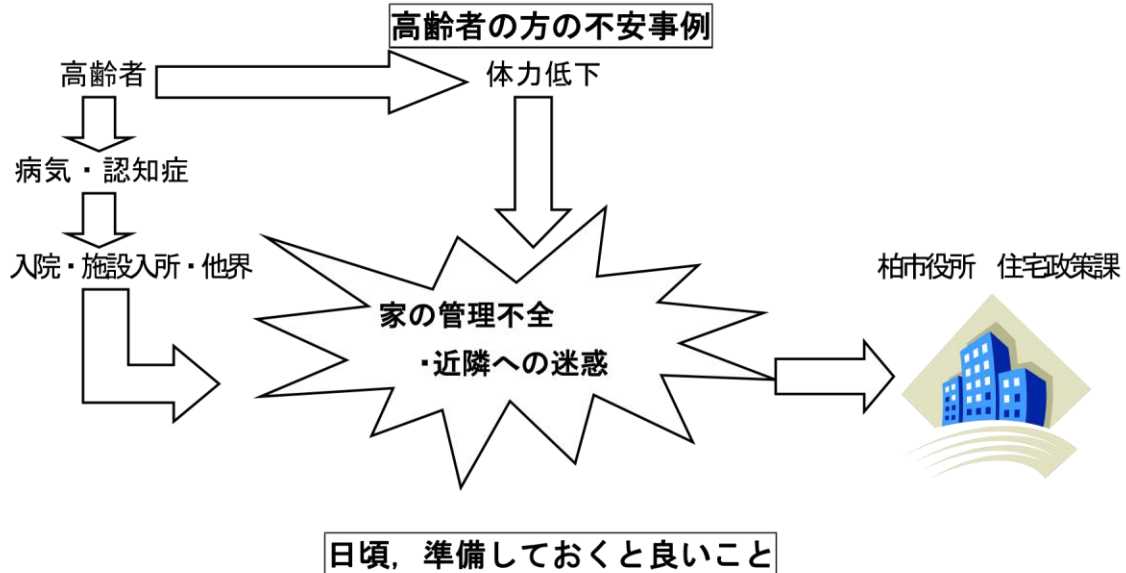 高齢者の方の不安事例
高齢者
体力低下
病気・認知症
入院・施設入所・他界
柏市役所　住宅政策課
家の管理不全
・近隣への迷惑
日頃，準備しておくと良いこと